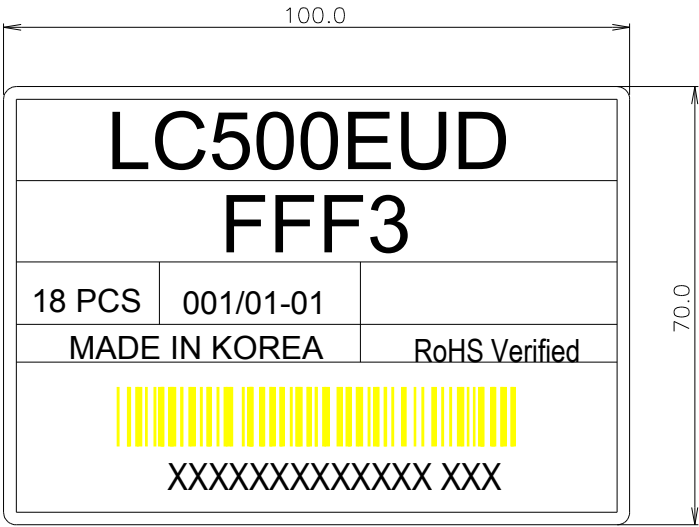 100.0
LC500EUD
FFF3
70.0
18 PCS 001/01-01
MADE IN KOREA RoHS Verified
XXXXXXXXXXXXX XXX